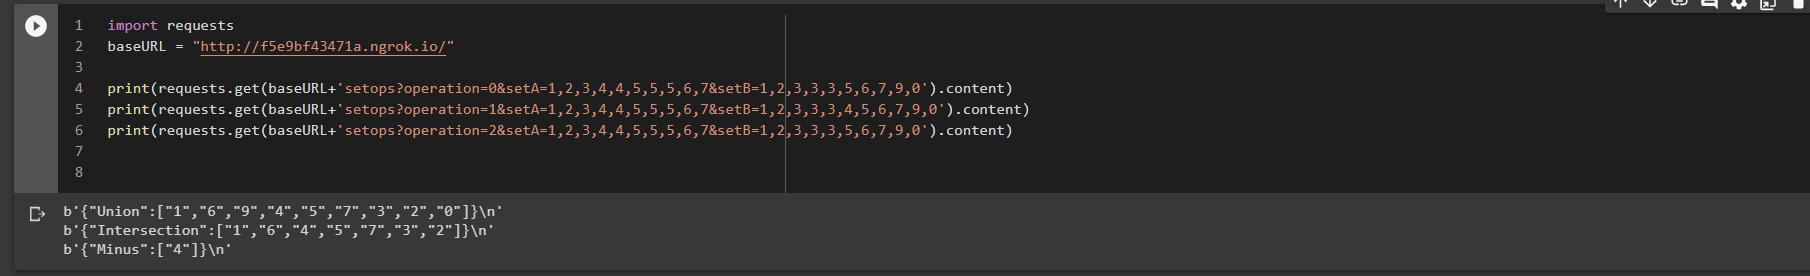 1 import requests
2 baseURL = "http://f5e9bf43471a.ngrok.io/"
3
4 print(requests.get(baseURL+'setops?operation=0&setA=1,2,3,4,4,5,5,5,6,7&setB=1,2,3,3,3,5,6,7,9,0').content)
5 print(requests.get(baseURL+'setops?operation=1&setA=1,2,3,4,4,5,5,5,6,7&setB=1,2,3,3,3,4,5,6,7,9,0').content)
6 print(requests.get(baseURL+'setops?operation=2&setA=1,2,3,4,4,5,5,5,6,7&setB=1,2,3,3,3,5,6,7,9,0').content)
7
8
b'{"Union":["1","6","9","4","5","7","3","2","0"]}\n'
b'{"Intersection":["1","6","4","5","7","3","2"]}\n'
b'{"Minus":["4"]}\n'